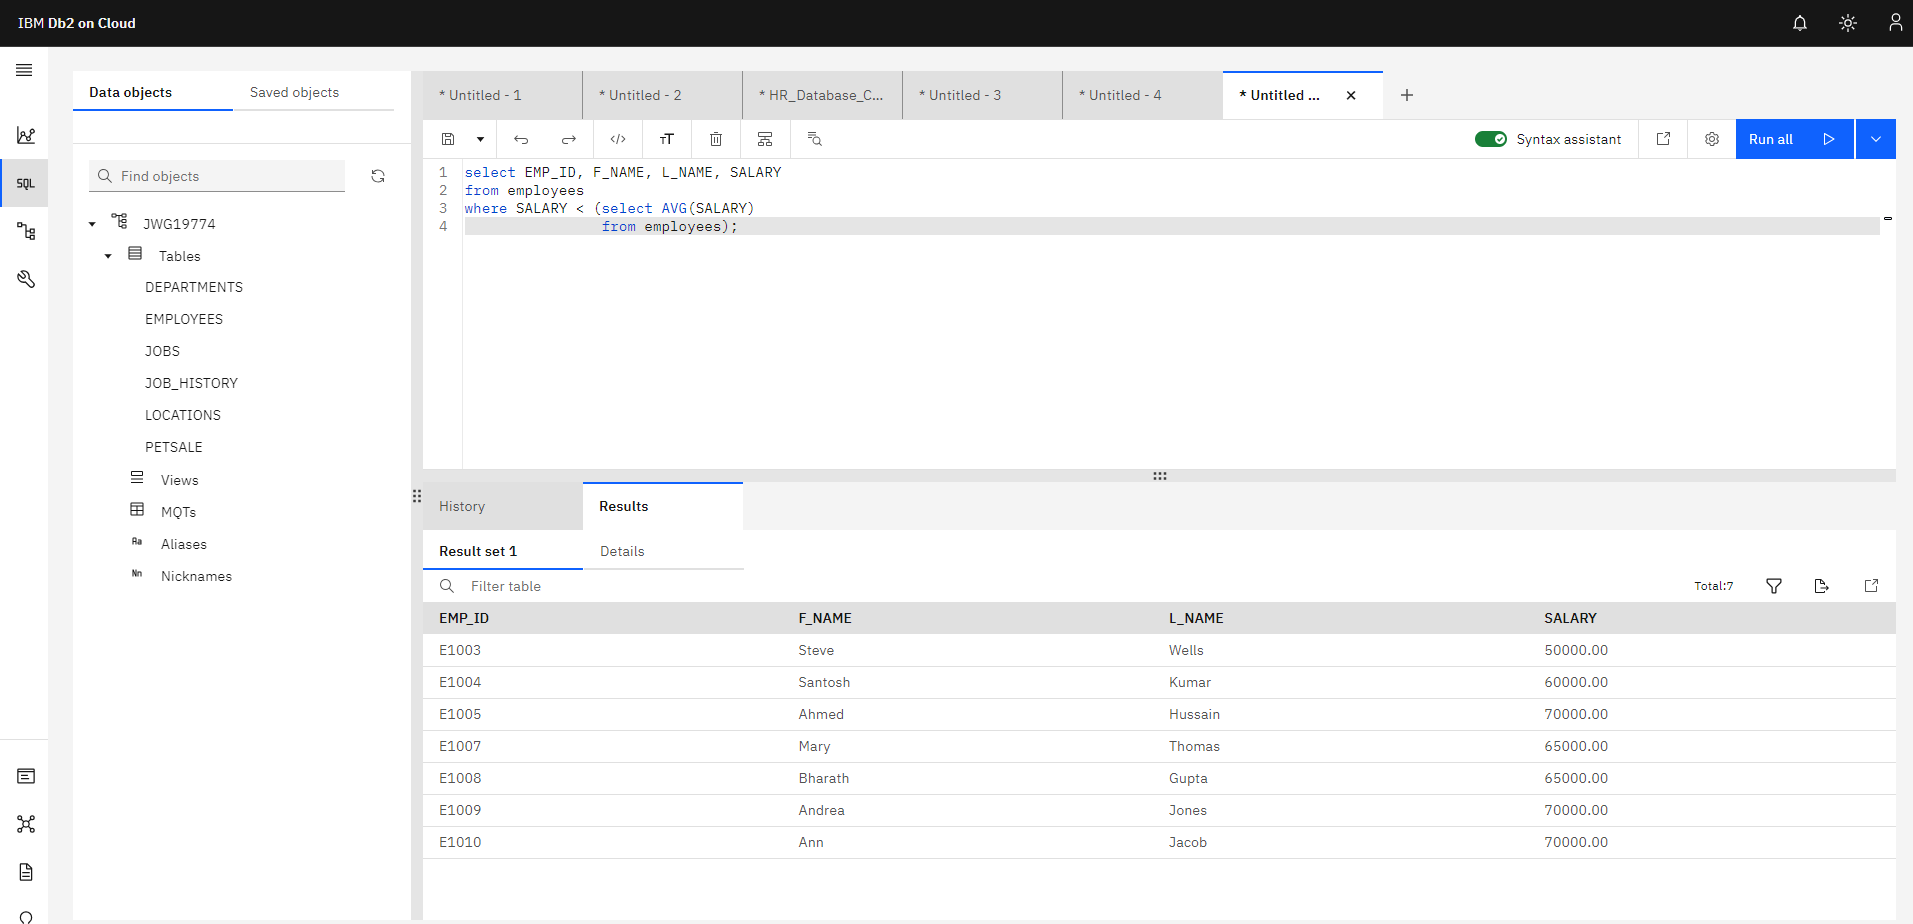 IBM Db2 on Cloud
Data objects
Saved objects
* Untitled - 1
* Untitled - 2
* HR_Database_C...
* Untitled - 3
* Untitled - 4
* Untitled ...
Syntax assistant
Run all
SQL
Find objects
1 select EMP_ID, F_NAME, L_NAME, SALARY
2 from employees
3 where SALARY < (select AVG(SALARY)
4 from employees);
JWG19774
Tables
DEPARTMENTS
EMPLOYEES
JOBS
JOB_HISTORY
LOCATIONS
PETSALE
Views
MQTs
Aa Aliases
Nn Nicknames
History
Results
Result set 1
Details
Filter table
Total:7
EMP_ID F_NAME L_NAME SALARY
E1003 Steve Wells 50000.00
E1004 Santosh Kumar 60000.00
E1005 Ahmed Hussain 70000.00
E1007 Mary Thomas 65000.00
E1008 Bharath Gupta 65000.00
E1009 Andrea Jones 70000.00
E1010 Ann Jacob 70000.00